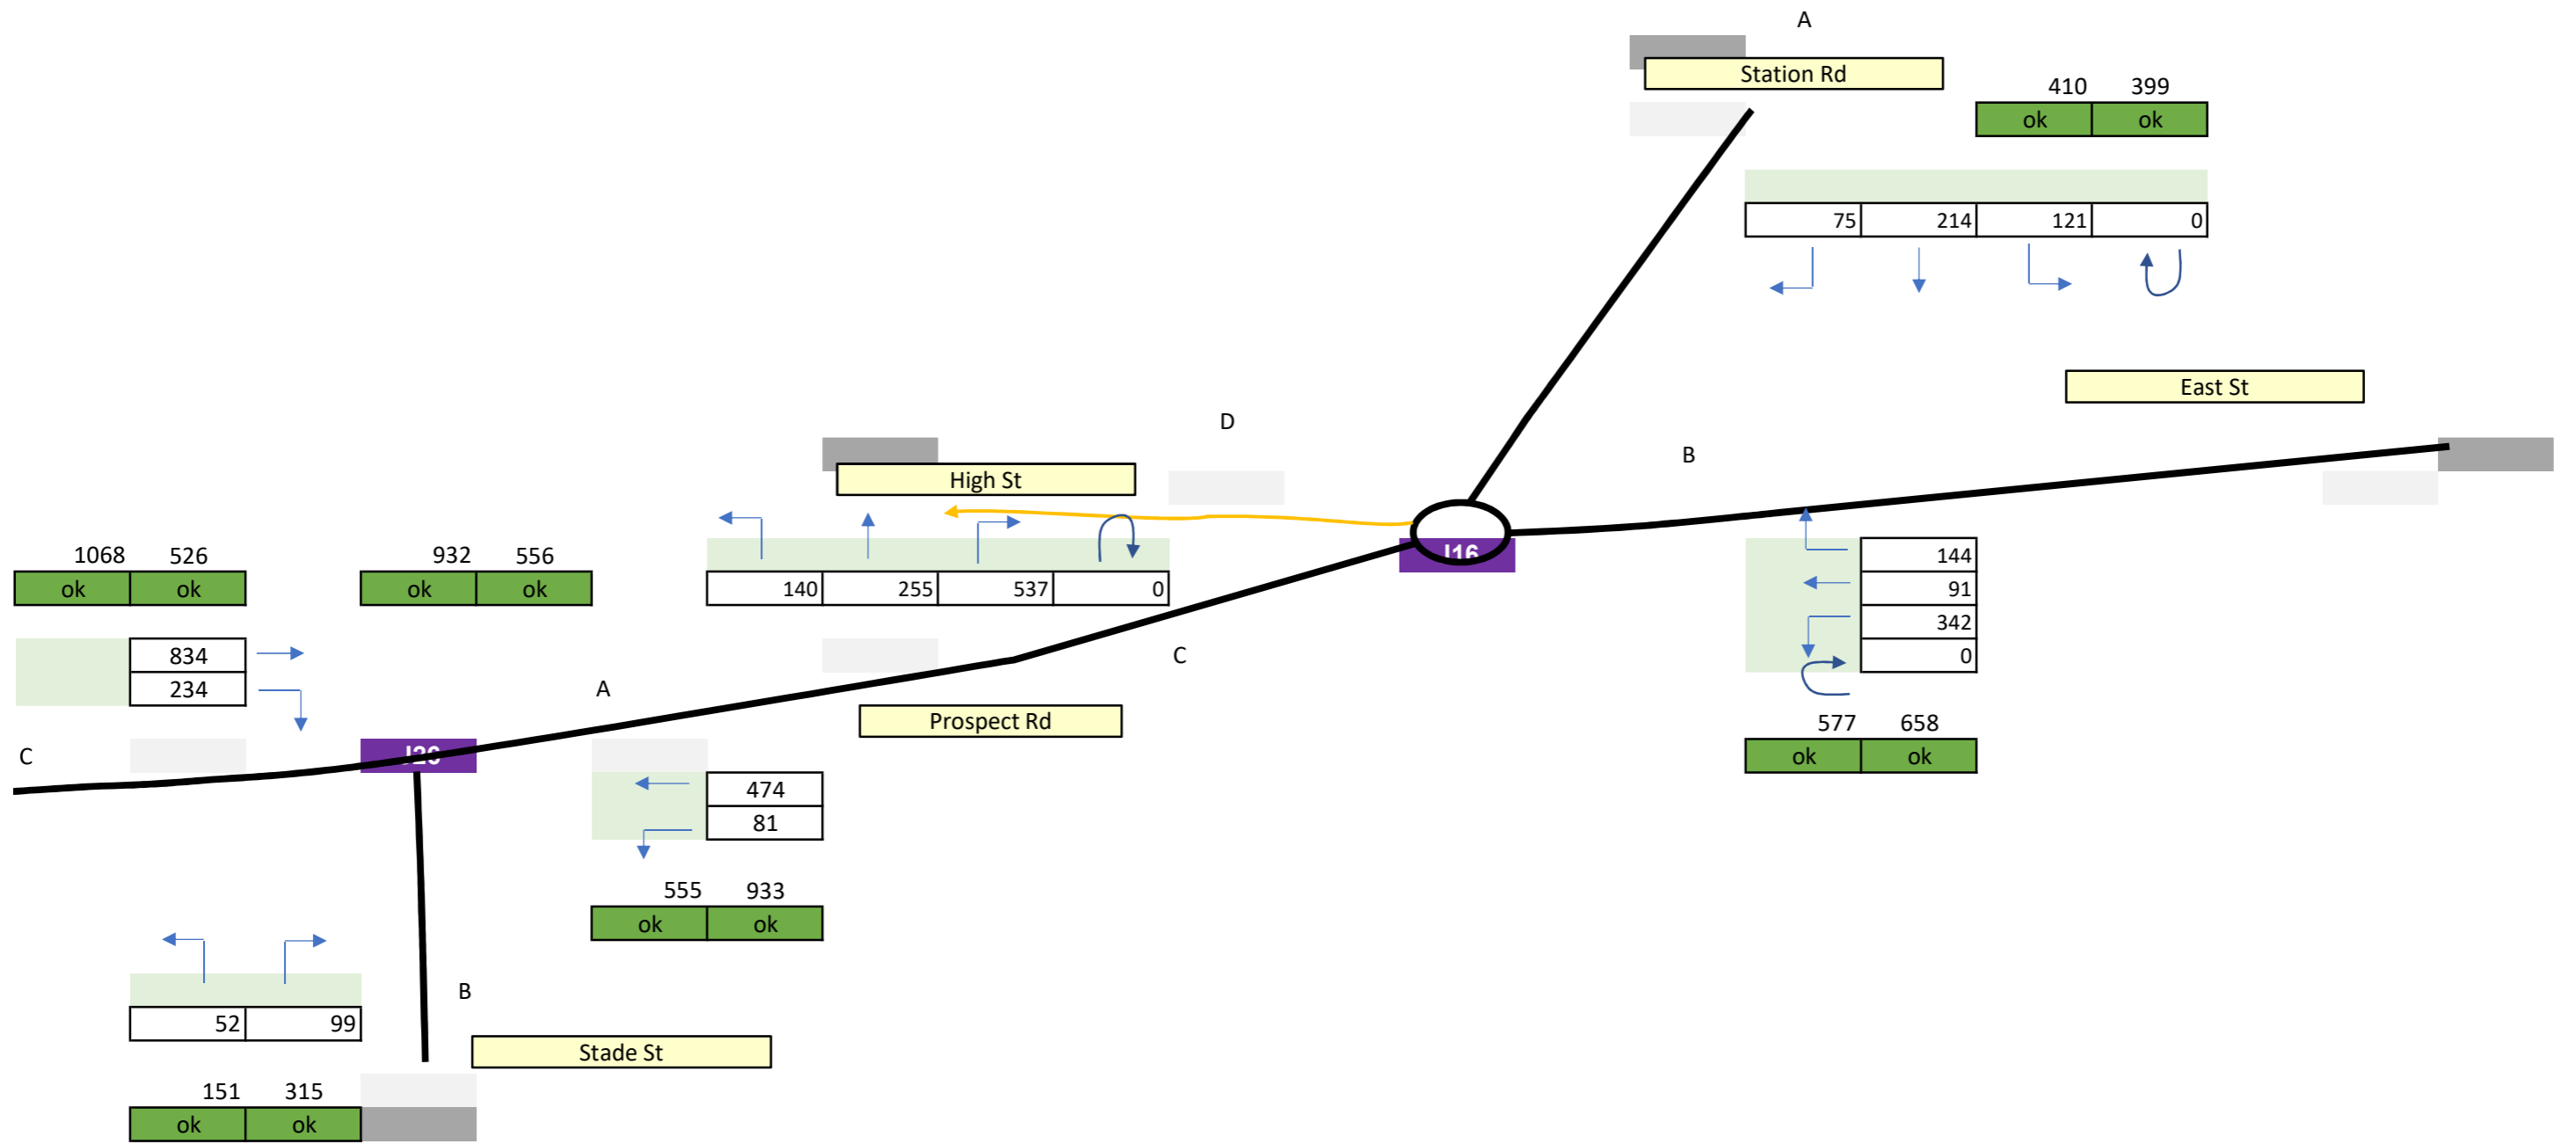 A
Station Rd
410 399
ok ok
75 214 121 0
East St
D
B
High St
1068 526
ok ok
932 556
ok ok
140 255 537 0
J16
144
91
342
0
834
234
C
A
Prospect Rd
577 658
ok ok
C
474
81
555 933
ok ok
B
52 99
Stade St
151 315
ok ok